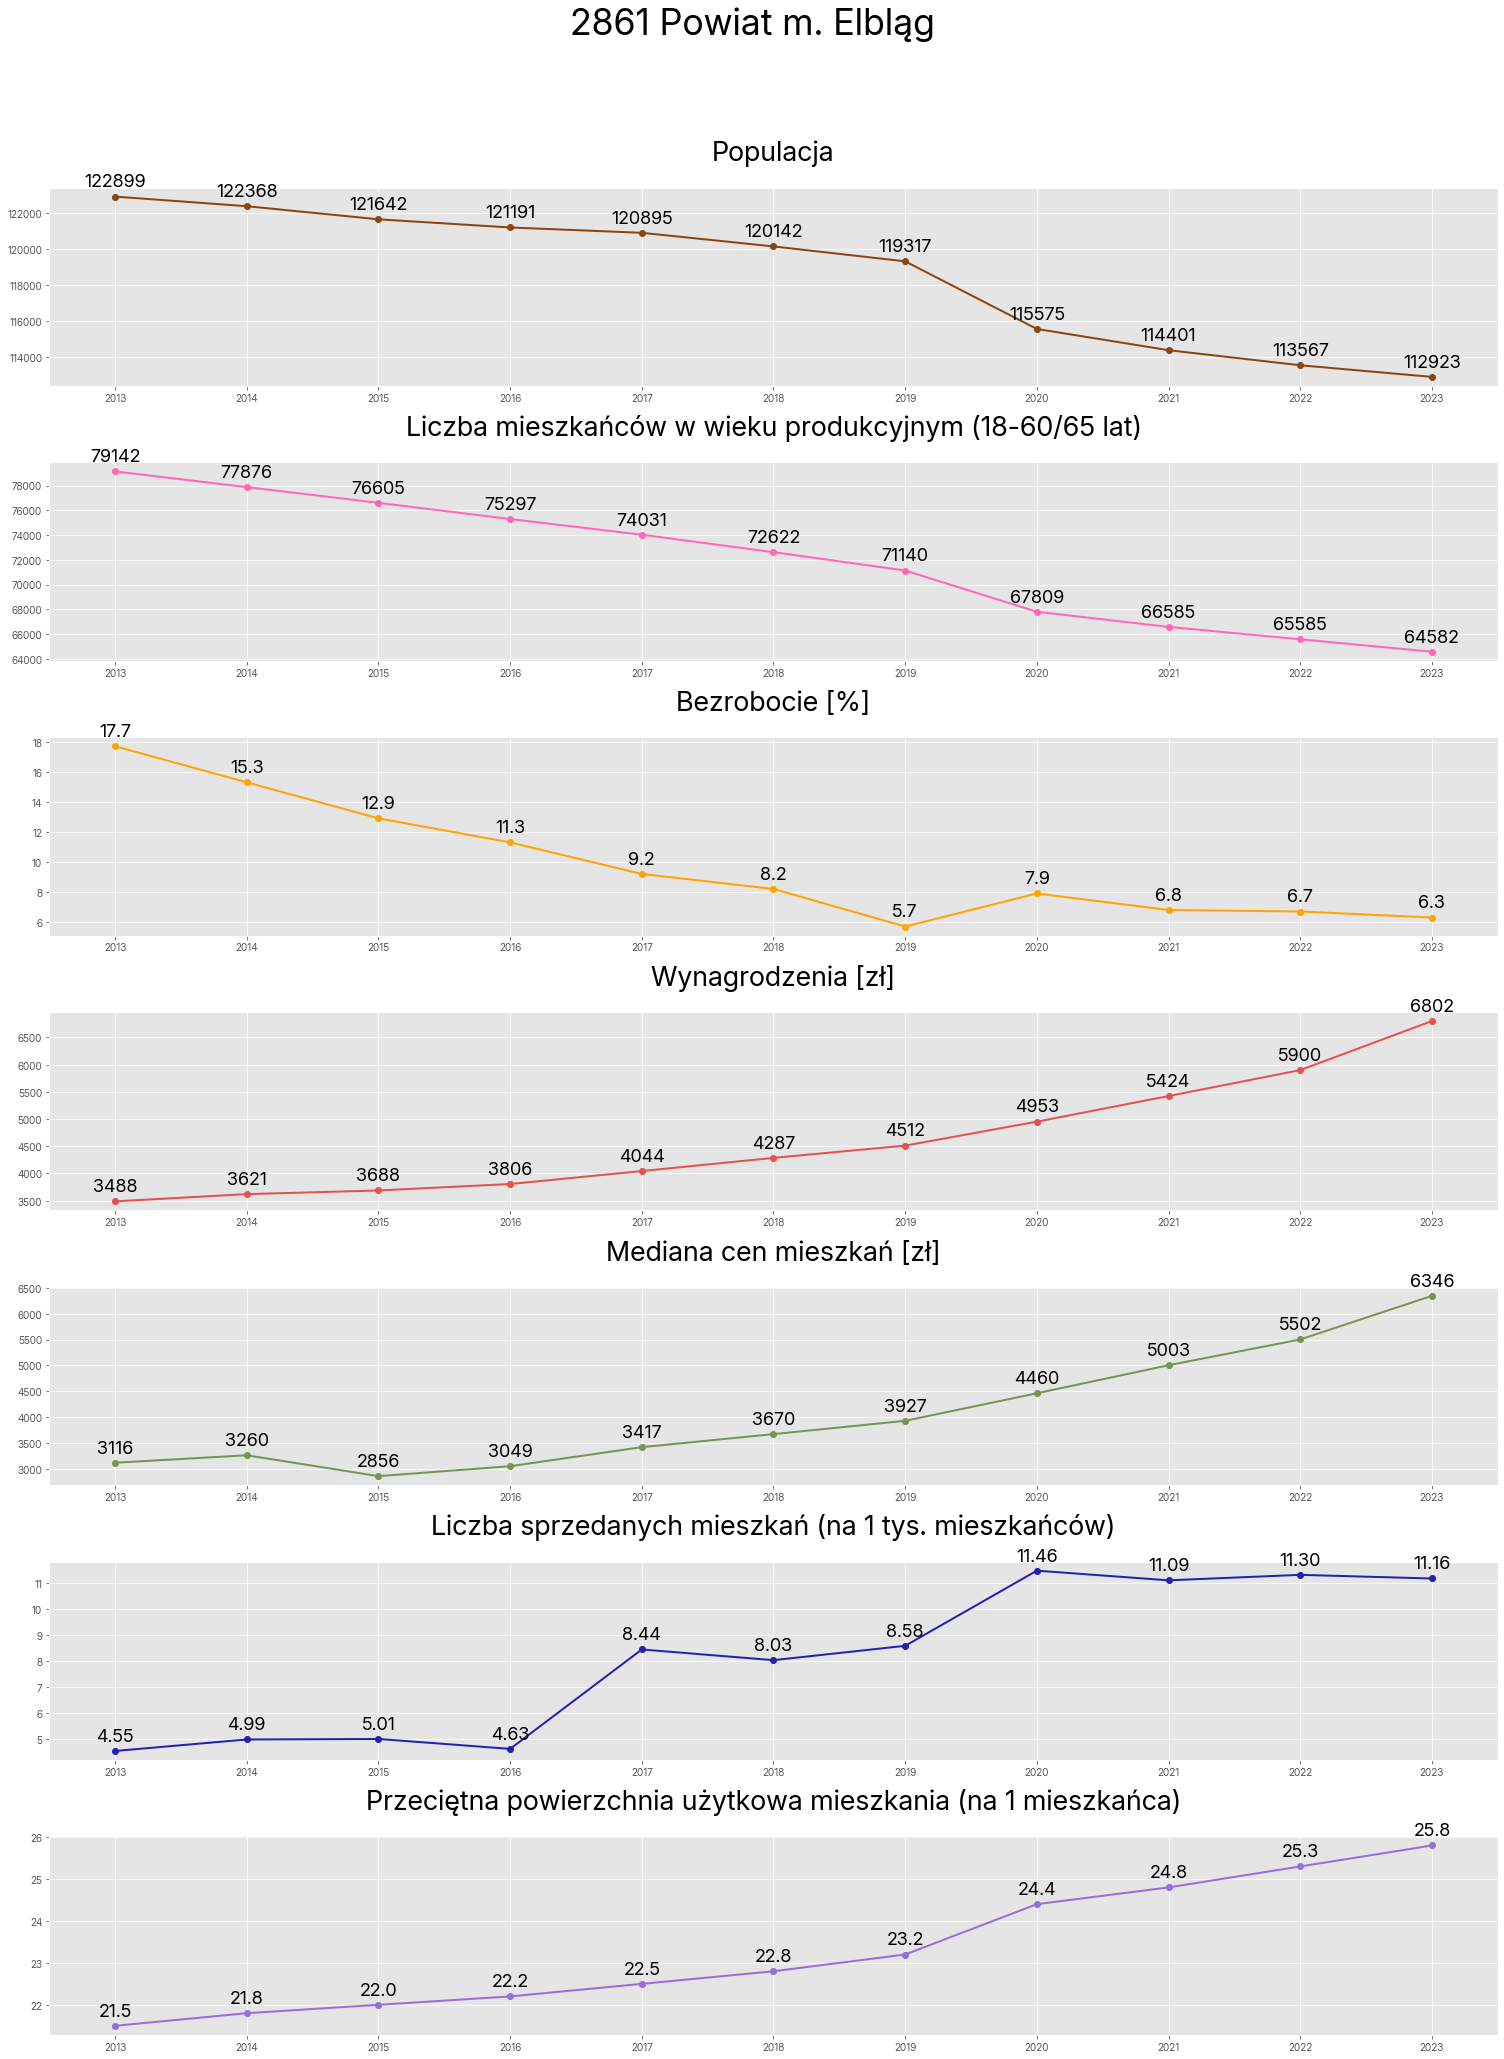 2861 Powiat m. Elbląg
Populacja
122899 122368 121642 121191 120895 120142 119317 115575 114401 113567 112923
122000
120000
118000
116000
114000
2013 2014 2015 2016 2017 2018 2019 2020 2021 2022 2023
Liczba mieszkańców w wieku produkcyjnym (18-60/65 lat)
79142 77876 76605 75297 74031 72622 71140 67809 66585 65585 64582
78000
76000
74000
72000
70000
68000
66000
64000
2013 2014 2015 2016 2017 2018 2019 2020 2021 2022 2023
Bezrobocie [%]
17.7 15.3 12.9 11.3 9.2 8.2 5.7 7.9 6.8 6.7 6.3
18
16
14
12
10
8
6
2013 2014 2015 2016 2017 2018 2019 2020 2021 2022 2023
Wynagrodzenia [zł]
3488 3621 3688 3806 4044 4287 4512 4953 5424 5900 6802
6500
6000
5500
5000
4500
4000
3500
2013 2014 2015 2016 2017 2018 2019 2020 2021 2022 2023
Mediana cen mieszkań [zł]
3116 3260 2856 3049 3417 3670 3927 4460 5003 5502 6346
6500
6000
5500
5000
4500
4000
3500
3000
2013 2014 2015 2016 2017 2018 2019 2020 2021 2022 2023
Liczba sprzedanych mieszkań (na 1 tys. mieszkańców)
4.55 4.99 5.01 4.63 8.44 8.03 8.58 11.46 11.09 11.30 11.16
11
10
9
8
7
6
5
2013 2014 2015 2016 2017 2018 2019 2020 2021 2022 2023
Przeciętna powierzchnia użytkowa mieszkania (na 1 mieszkańca)
21.5 21.8 22.0 22.2 22.5 22.8 23.2 24.4 24.8 25.3 25.8
26
25
24
23
22
2013 2014 2015 2016 2017 2018 2019 2020 2021 2022 2023